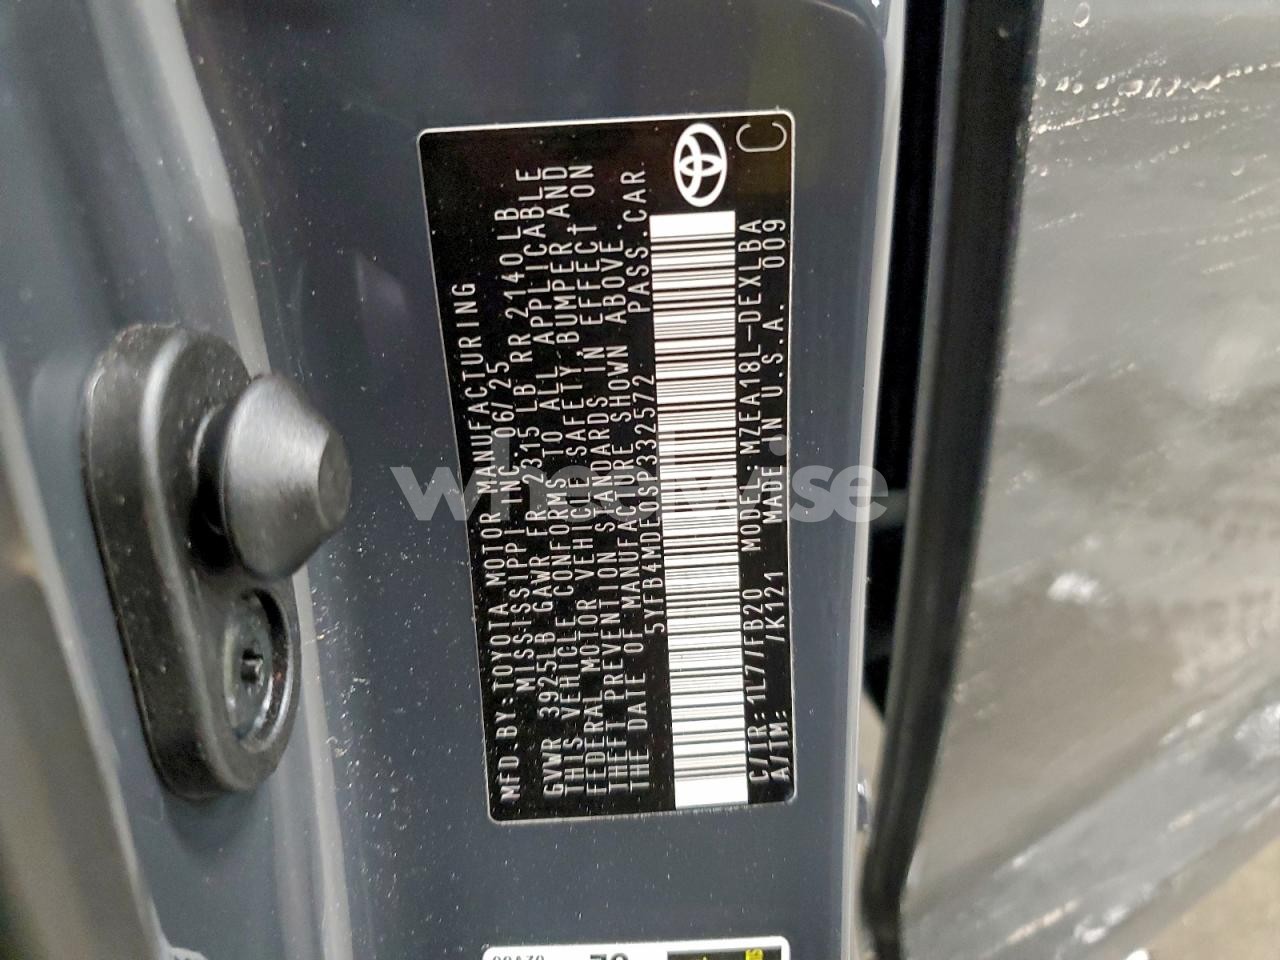 MFD BY:TOYOTA MOTOR MANUFACTURING
MISSISSIPPI INC. 06/25
GVWR 3925LB GAWR FR 2315 LB RR 2140LB
THIS VEHICLE CONFORMS TO ALL APPLICABLE
FEDERAL MOTOR VEHICLE SAFETY,BUMPER,AND
THEFT PREVENTION STANDARDS IN EFFECT ON
THE DATE OF MANUFACTURE SHOWN ABOVE.
5YFB4MDE0SP332572 PASS.CAR
C/TR:1L7/FB20 MODEL:MZEA18L-DEXLBA
A/TM: /K121 MADE IN U.S.A. 009
C
wheelwise